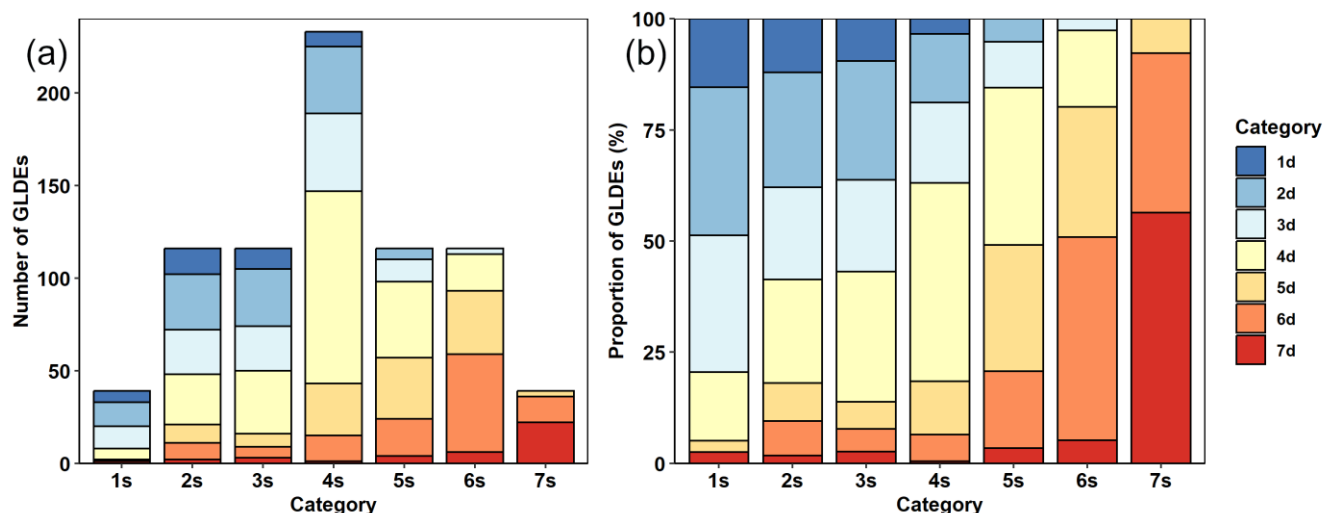 (a)
Number of GLDEs
200
150
100
50
0
1s 2s 3s 4s 5s 6s 7s
Category
(b)
Proportion of GLDEs (%)
100
75
50
25
0
1s 2s 3s 4s 5s 6s 7s
Category
Category
1d
2d
3d
4d
5d
6d
7d